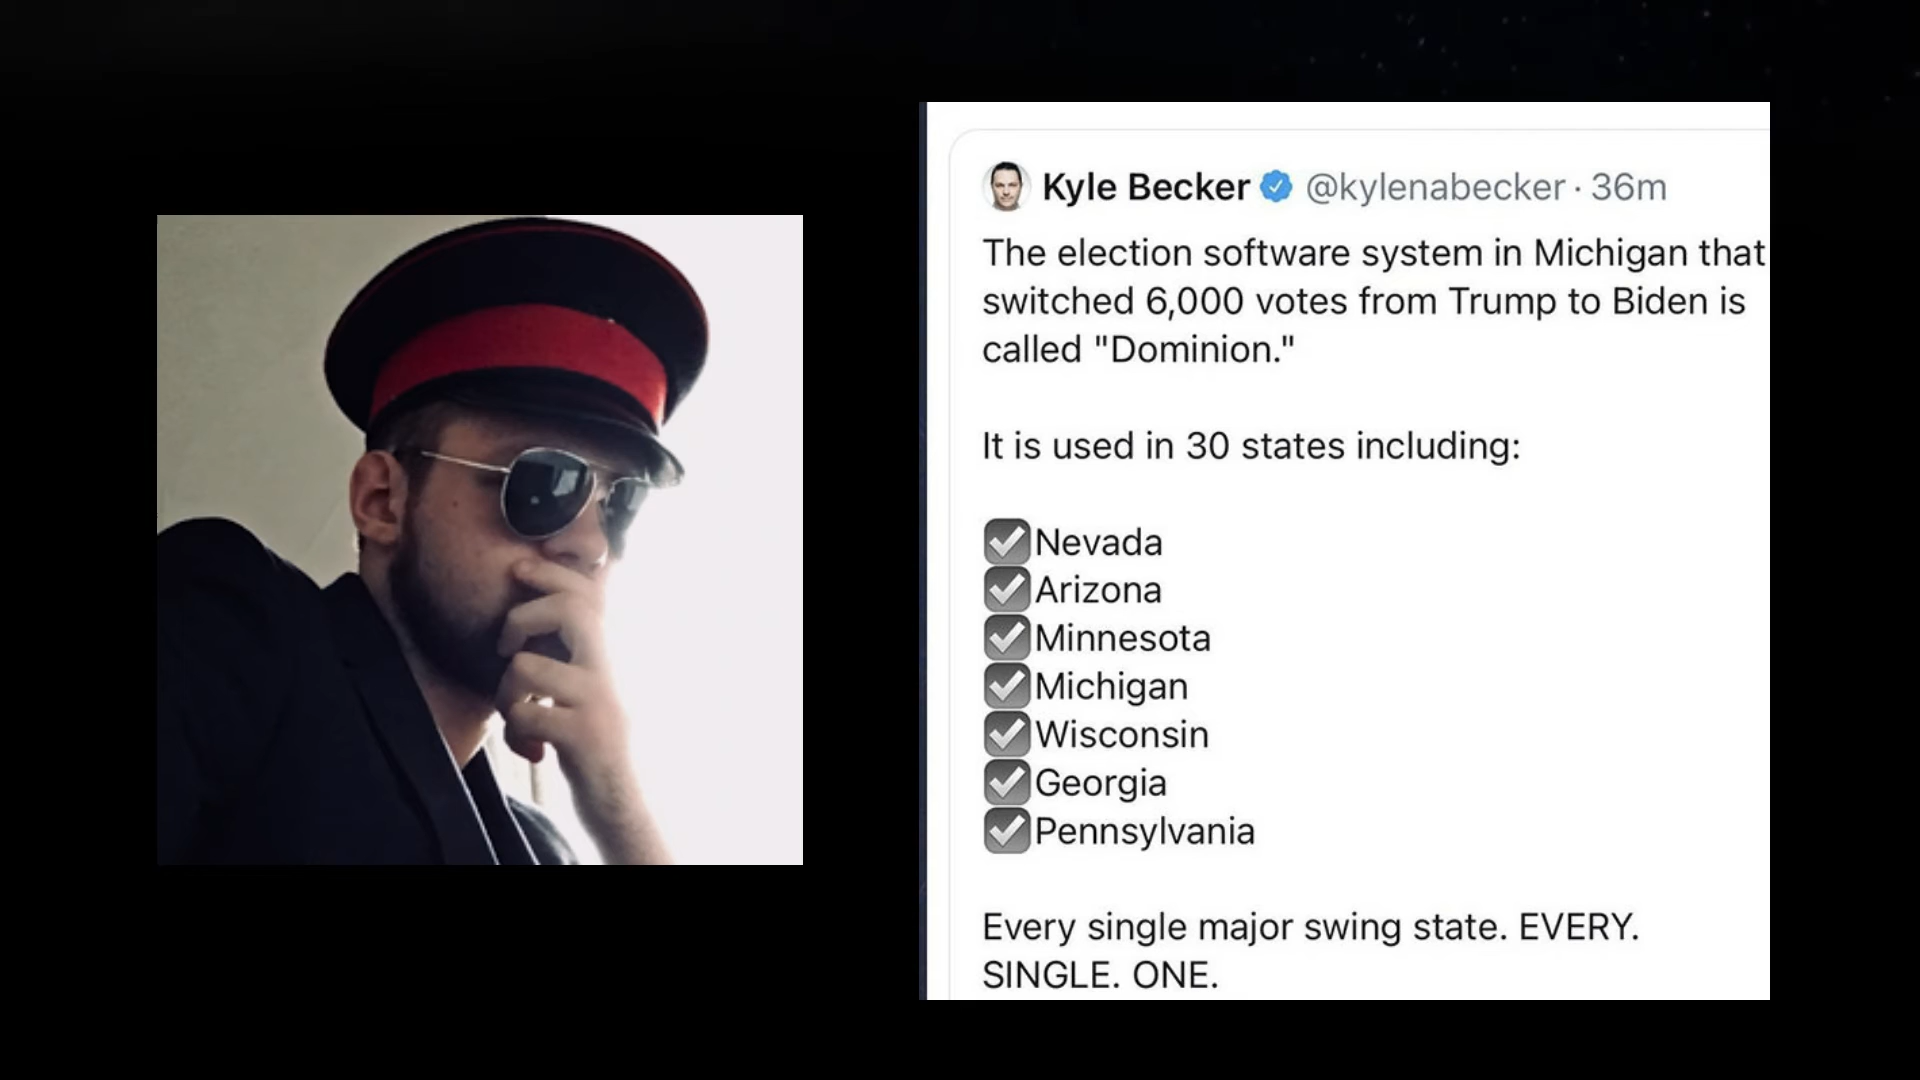 Kyle Becker @kylenabecker · 36m
The election software system in Michigan that
switched 6,000 votes from Trump to Biden is
called "Dominion."
It is used in 30 states including:
Nevada
Arizona
Minnesota
Michigan
Wisconsin
Georgia
Pennsylvania
Every single major swing state. EVERY.
SINGLE. ONE.